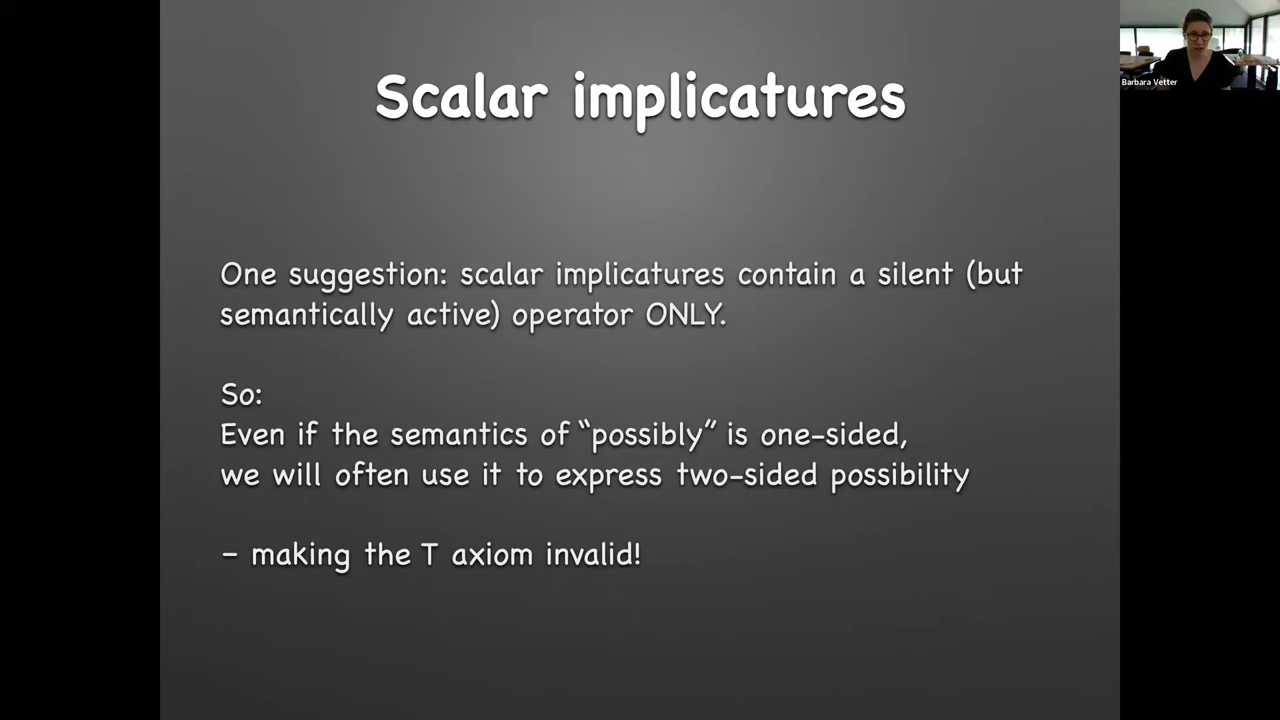 Scalar implicatures
Barbara Vetter
One suggestion: scalar implicatures contain a silent (but
semantically active) operator ONLY.
So:
Even if the semantics of “possibly” is one-sided,
we will often use it to express two-sided possibility
– making the T axiom invalid!